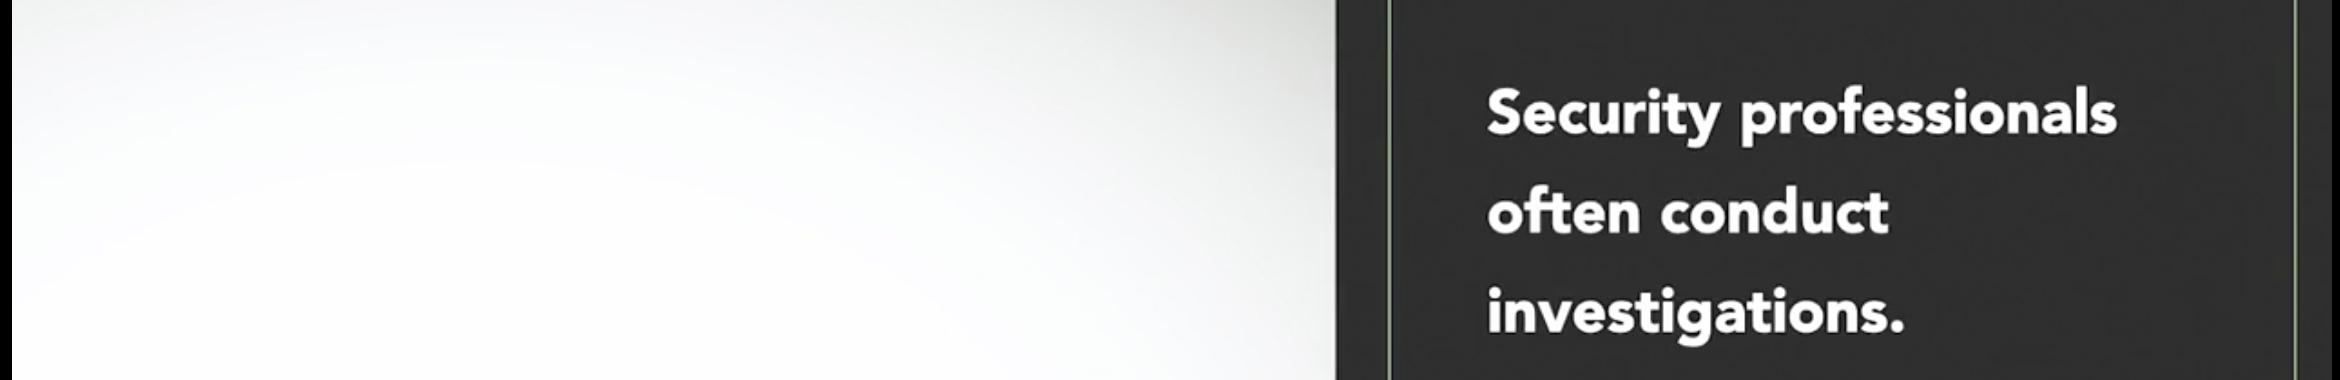 Security professionals
often conduct
investigations.